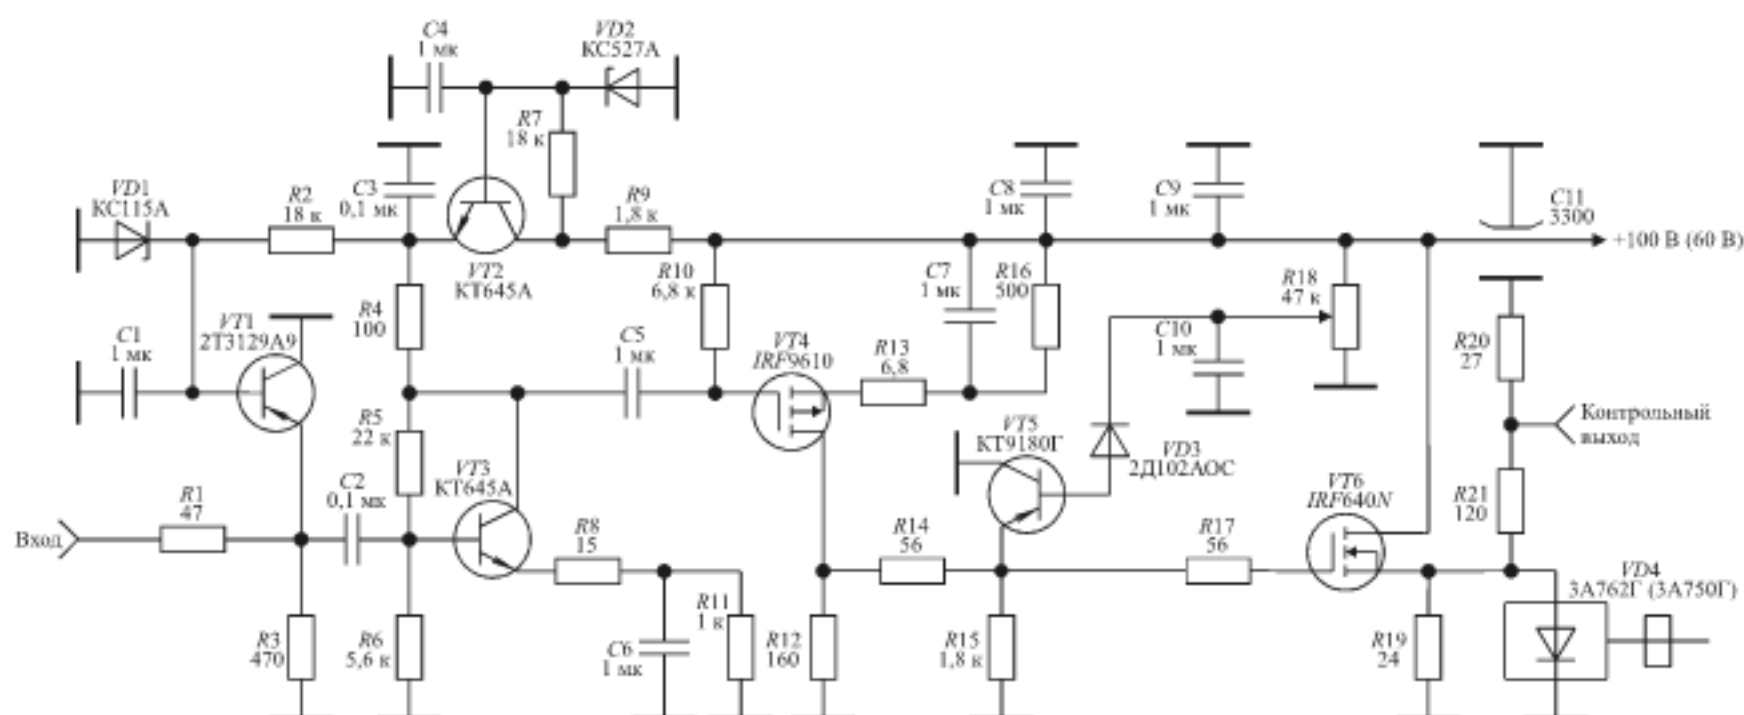 C4
1 мк
VD2
КС527А
R7
18 к
VD1
КС115А
R2
18 к
C3
0,1 мк
R9
1,8 к
C8
1 мк
C9
1 мк
C11
3300
+100 В (60 В)
VT2
КТ645А
R10
6,8 к
C7
1 мк
R16
500
R18
47 к
R4
100
VT1
2Т3129А9
C1
1 мк
C5
1 мк
VT4
IRF9610
R13
6,8
C10
1 мк
R20
27
Контрольный
выход
R5
22 к
VT5
КТ9180Г
VD3
2Д102АОС
VT3
КТ645А
C2
0,1 мк
R1
47
Вход
R8
15
R14
56
R17
56
VT6
IRF640N
R21
120
VD4
3А762Г (3А750Г)
R3
470
R6
5,6 к
C6
1 мк
R11
1 к
R12
160
R15
1,8 к
R19
24